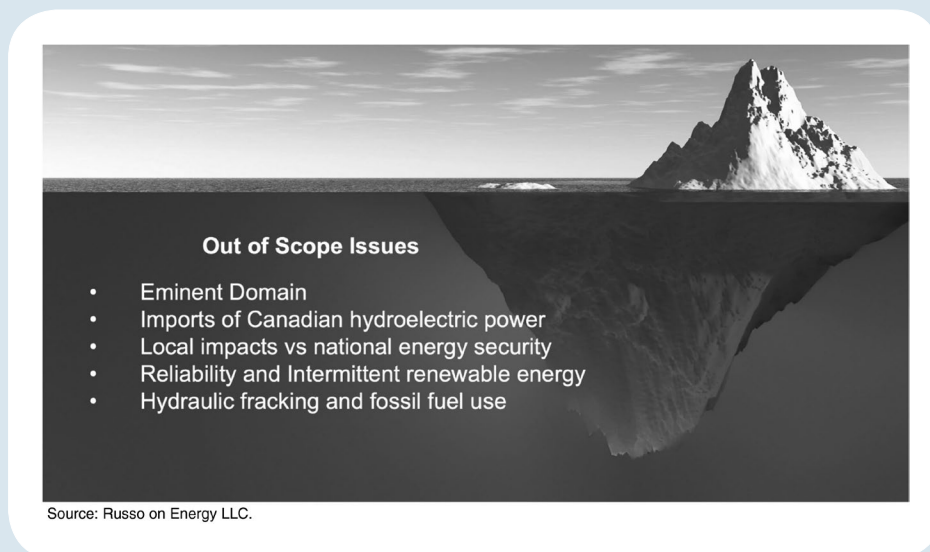 Out of Scope Issues
• Eminent Domain
• Imports of Canadian hydroelectric power
• Local impacts vs national energy security
• Reliability and Intermittent renewable energy
• Hydraulic fracking and fossil fuel use
Source: Russo on Energy LLC.